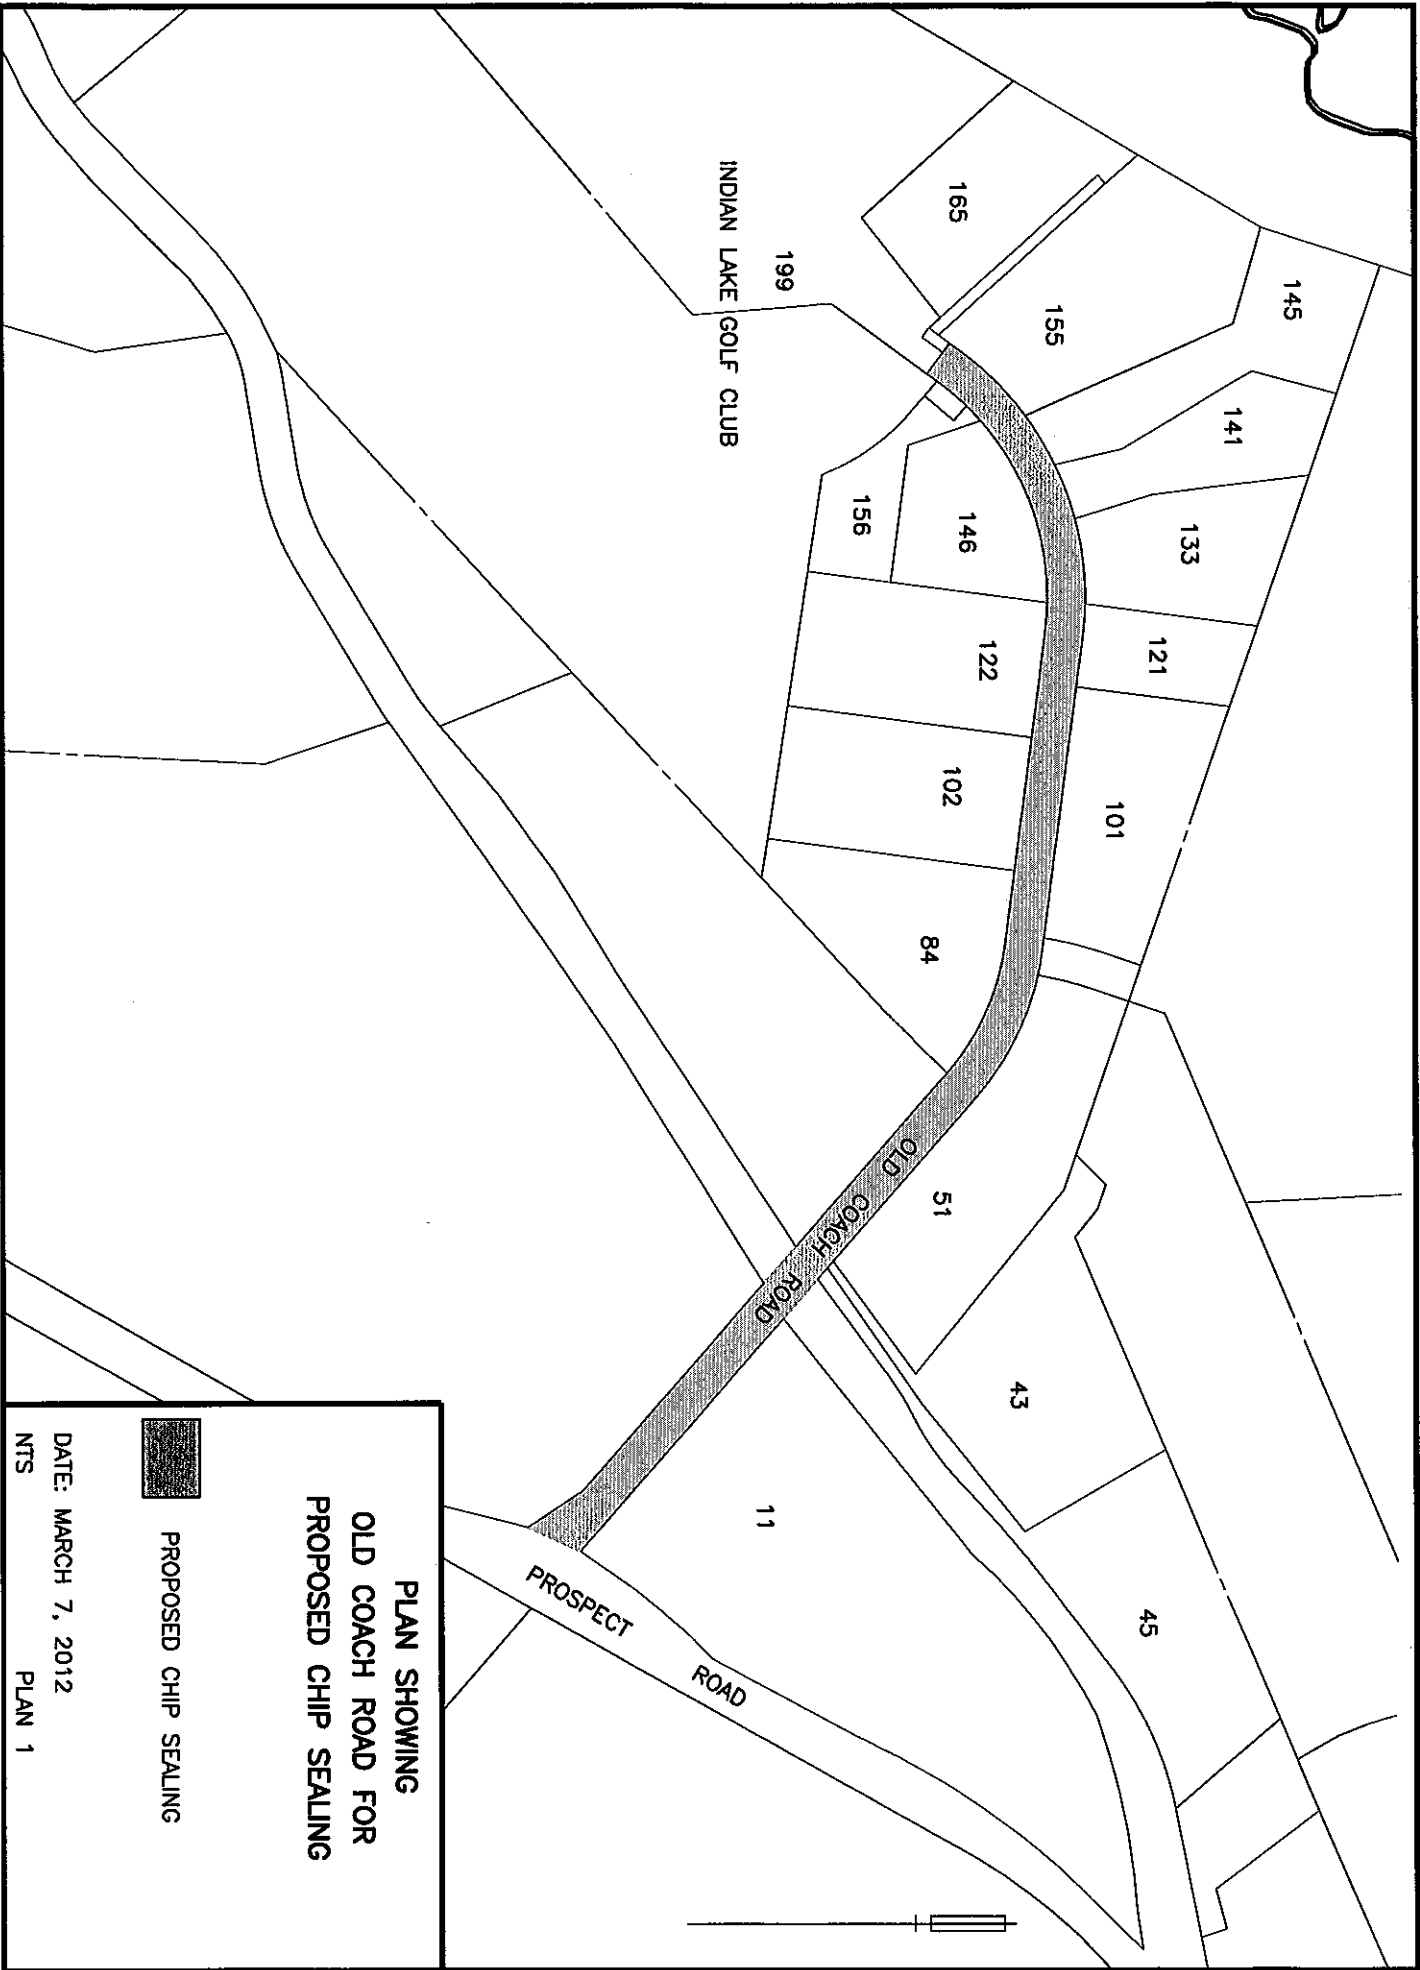 145
141
133
121
101
155
165
146
156
122
102
84
199
INDIAN LAKE GOLF CLUB
51
43
45
11
OLD COACH ROAD
PROSPECT ROAD
PLAN SHOWING
OLD COACH ROAD FOR
PROPOSED CHIP SEALING
PROPOSED CHIP SEALING
DATE: MARCH 7, 2012
NTS PLAN 1